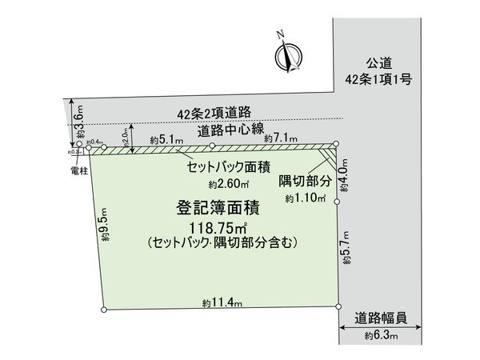 N
公道
42条1項1号
42条2項道路
道路中心線
約3.6m
約2.0m
約0.4m
電柱
約5.1m
約7.1m
セットバック面積
約2.60㎡
隅切部分
約1.10㎡
約4.0m
登記簿面積
118.75㎡
(セットバック･隅切部分含む)
約9.5m
約5.7m
約11.4m
道路幅員
約6.3m